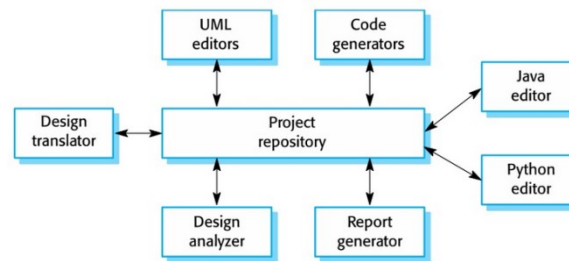 UML
editors
Code
generators
Java
editor
Design
translator
Project
repository
Python
editor
Design
analyzer
Report
generator